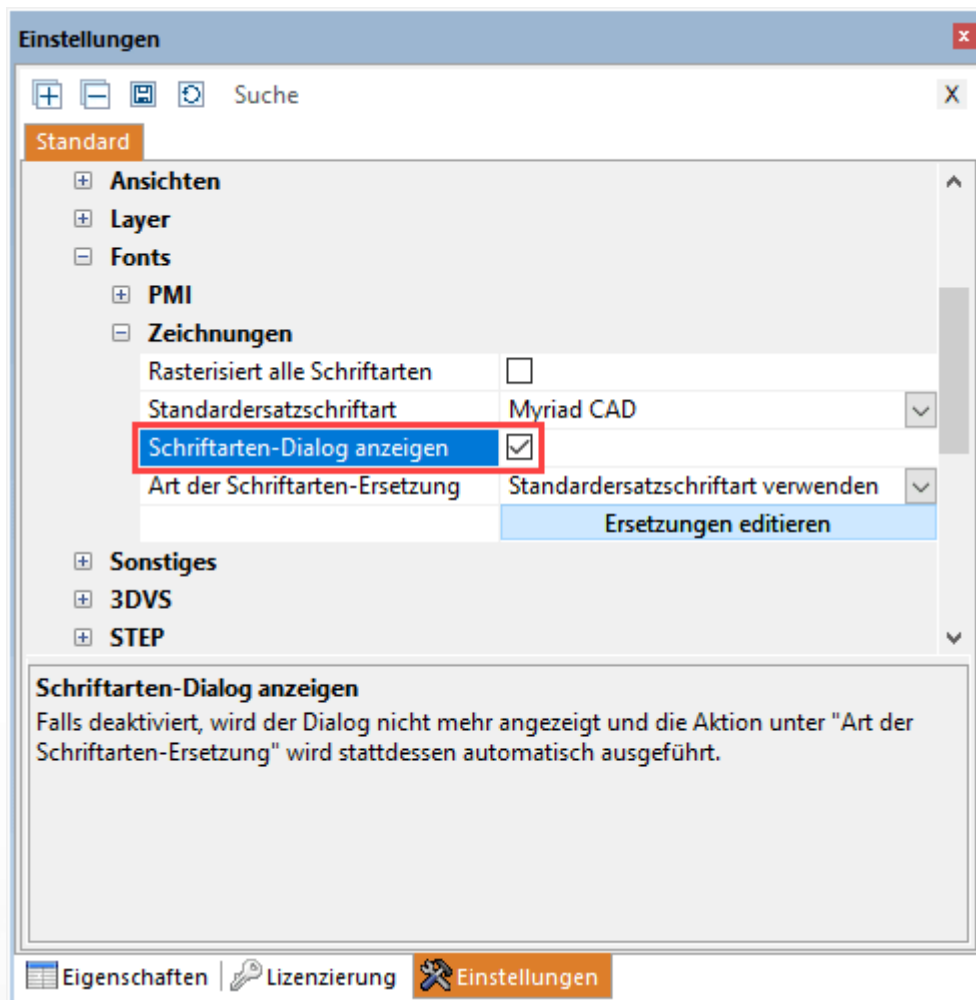 Einstellungen
x
Suche
X
Standard
Ansichten
Layer
Fonts
PMI
Zeichnungen
Rasterisiert alle Schriftarten
Standardersatzschriftart Myriad CAD
Schriftarten-Dialog anzeigen
Art der Schriftarten-Ersetzung Standardersatzschriftart verwenden
Ersetzungen editieren
Sonstiges
3DVS
STEP
Schriftarten-Dialog anzeigen
Falls deaktiviert, wird der Dialog nicht mehr angezeigt und die Aktion unter "Art der
Schriftarten-Ersetzung" wird stattdessen automatisch ausgeführt.
Eigenschaften Lizenzierung Einstellungen